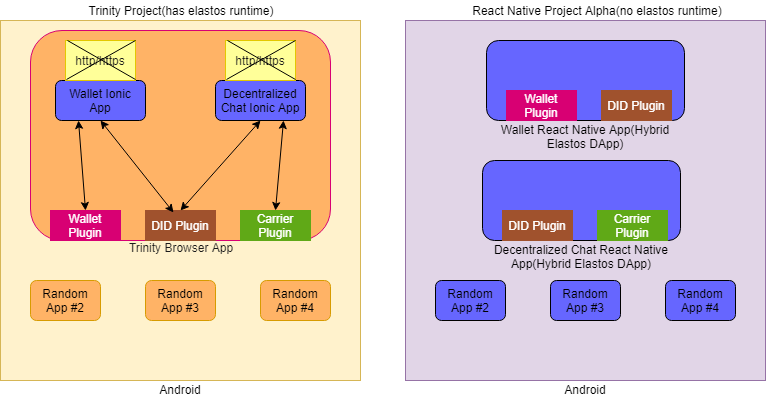 Trinity Project(has elastos runtime)
http/https
http/https
Wallet Ionic
App
Decentralized
Chat Ionic App
Wallet
Plugin
DID Plugin
Carrier
Plugin
Trinity Browser App
Random
App #2
Random
App #3
Random
App #4
Android
React Native Project Alpha(no elastos runtime)
Wallet
Plugin
DID Plugin
Wallet React Native App(Hybrid
Elastos DApp)
DID Plugin
Carrier
Plugin
Decentralized Chat React Native
App(Hybrid Elastos DApp)
Random
App #2
Random
App #3
Random
App #4
Android